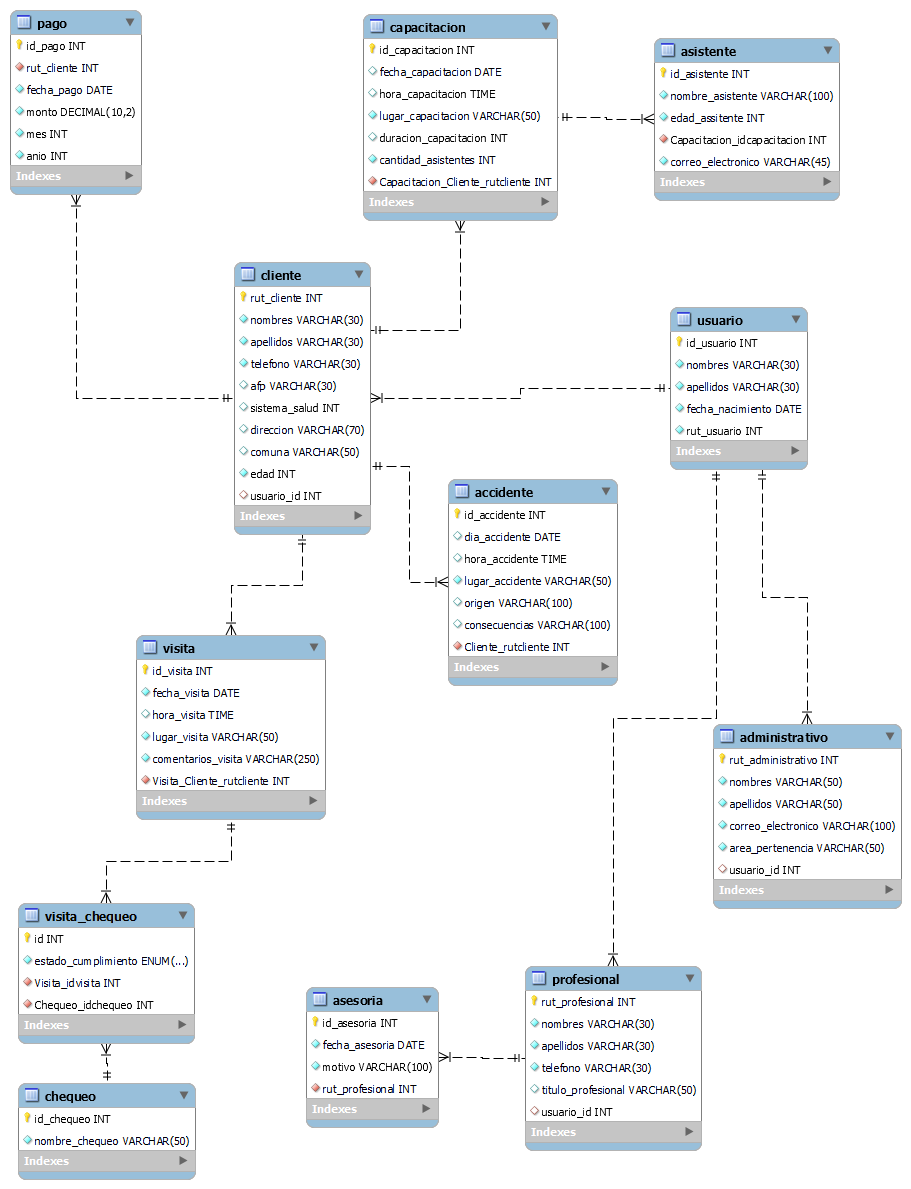 pago
id_pago INT
rut_cliente INT
fecha_pago DATE
monto DECIMAL(10,2)
mes INT
anio INT
Indexes
capacitacion
id_capacitacion INT
fecha_capacitacion DATE
hora_capacitacion TIME
lugar_capacitacion VARCHAR(50)
duracion_capacitacion INT
cantidad_asistentes INT
Capacitacion_Cliente_rutcliente INT
Indexes
asistente
id_asistente INT
nombre_asistente VARCHAR(100)
edad_assitente INT
Capacitacion_idcapacitacion INT
correo_electronico VARCHAR(45)
Indexes
cliente
rut_cliente INT
nombres VARCHAR(30)
apellidos VARCHAR(30)
telefono VARCHAR(30)
afp VARCHAR(30)
sistema_salud INT
direccion VARCHAR(70)
comuna VARCHAR(50)
edad INT
usuario_id INT
Indexes
usuario
id_usuario INT
nombres VARCHAR(30)
apellidos VARCHAR(30)
fecha_nacimiento DATE
rut_usuario INT
Indexes
accidente
id_accidente INT
dia_accidente DATE
hora_accidente TIME
lugar_accidente VARCHAR(50)
origen VARCHAR(100)
consecuencias VARCHAR(100)
Cliente_rutcliente INT
Indexes
visita
id_visita INT
fecha_visita DATE
hora_visita TIME
lugar_visita VARCHAR(50)
comentarios_visita VARCHAR(250)
Visita_Cliente_rutcliente INT
Indexes
administrativo
rut_administrativo INT
nombres VARCHAR(50)
apellidos VARCHAR(50)
correo_electronico VARCHAR(100)
area_pertenencia VARCHAR(50)
usuario_id INT
Indexes
visita_chequeo
id INT
estado_cumplimiento ENUM(...)
Visita_idvisita INT
Chequeo_idchequeo INT
Indexes
asesoria
id_asesoria INT
fecha_asesoria DATE
motivo VARCHAR(100)
rut_profesional INT
Indexes
profesional
rut_profesional INT
nombres VARCHAR(30)
apellidos VARCHAR(30)
telefono VARCHAR(30)
titulo_profesional VARCHAR(50)
usuario_id INT
Indexes
chequeo
id_chequeo INT
nombre_chequeo VARCHAR(50)
Indexes